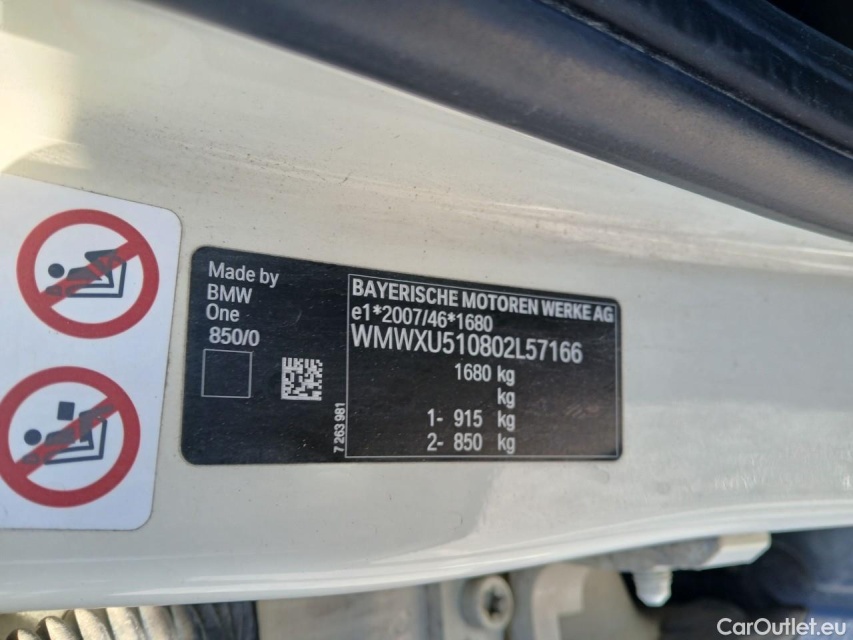 Made by
BMW
One
850/0
7 263 981
BAYERISCHE MOTOREN WERKE AG
e1*2007/46*1680
WMWXU510802L57166
1680 kg
kg
1- 915 kg
2- 850 kg
CarOutlet.eu